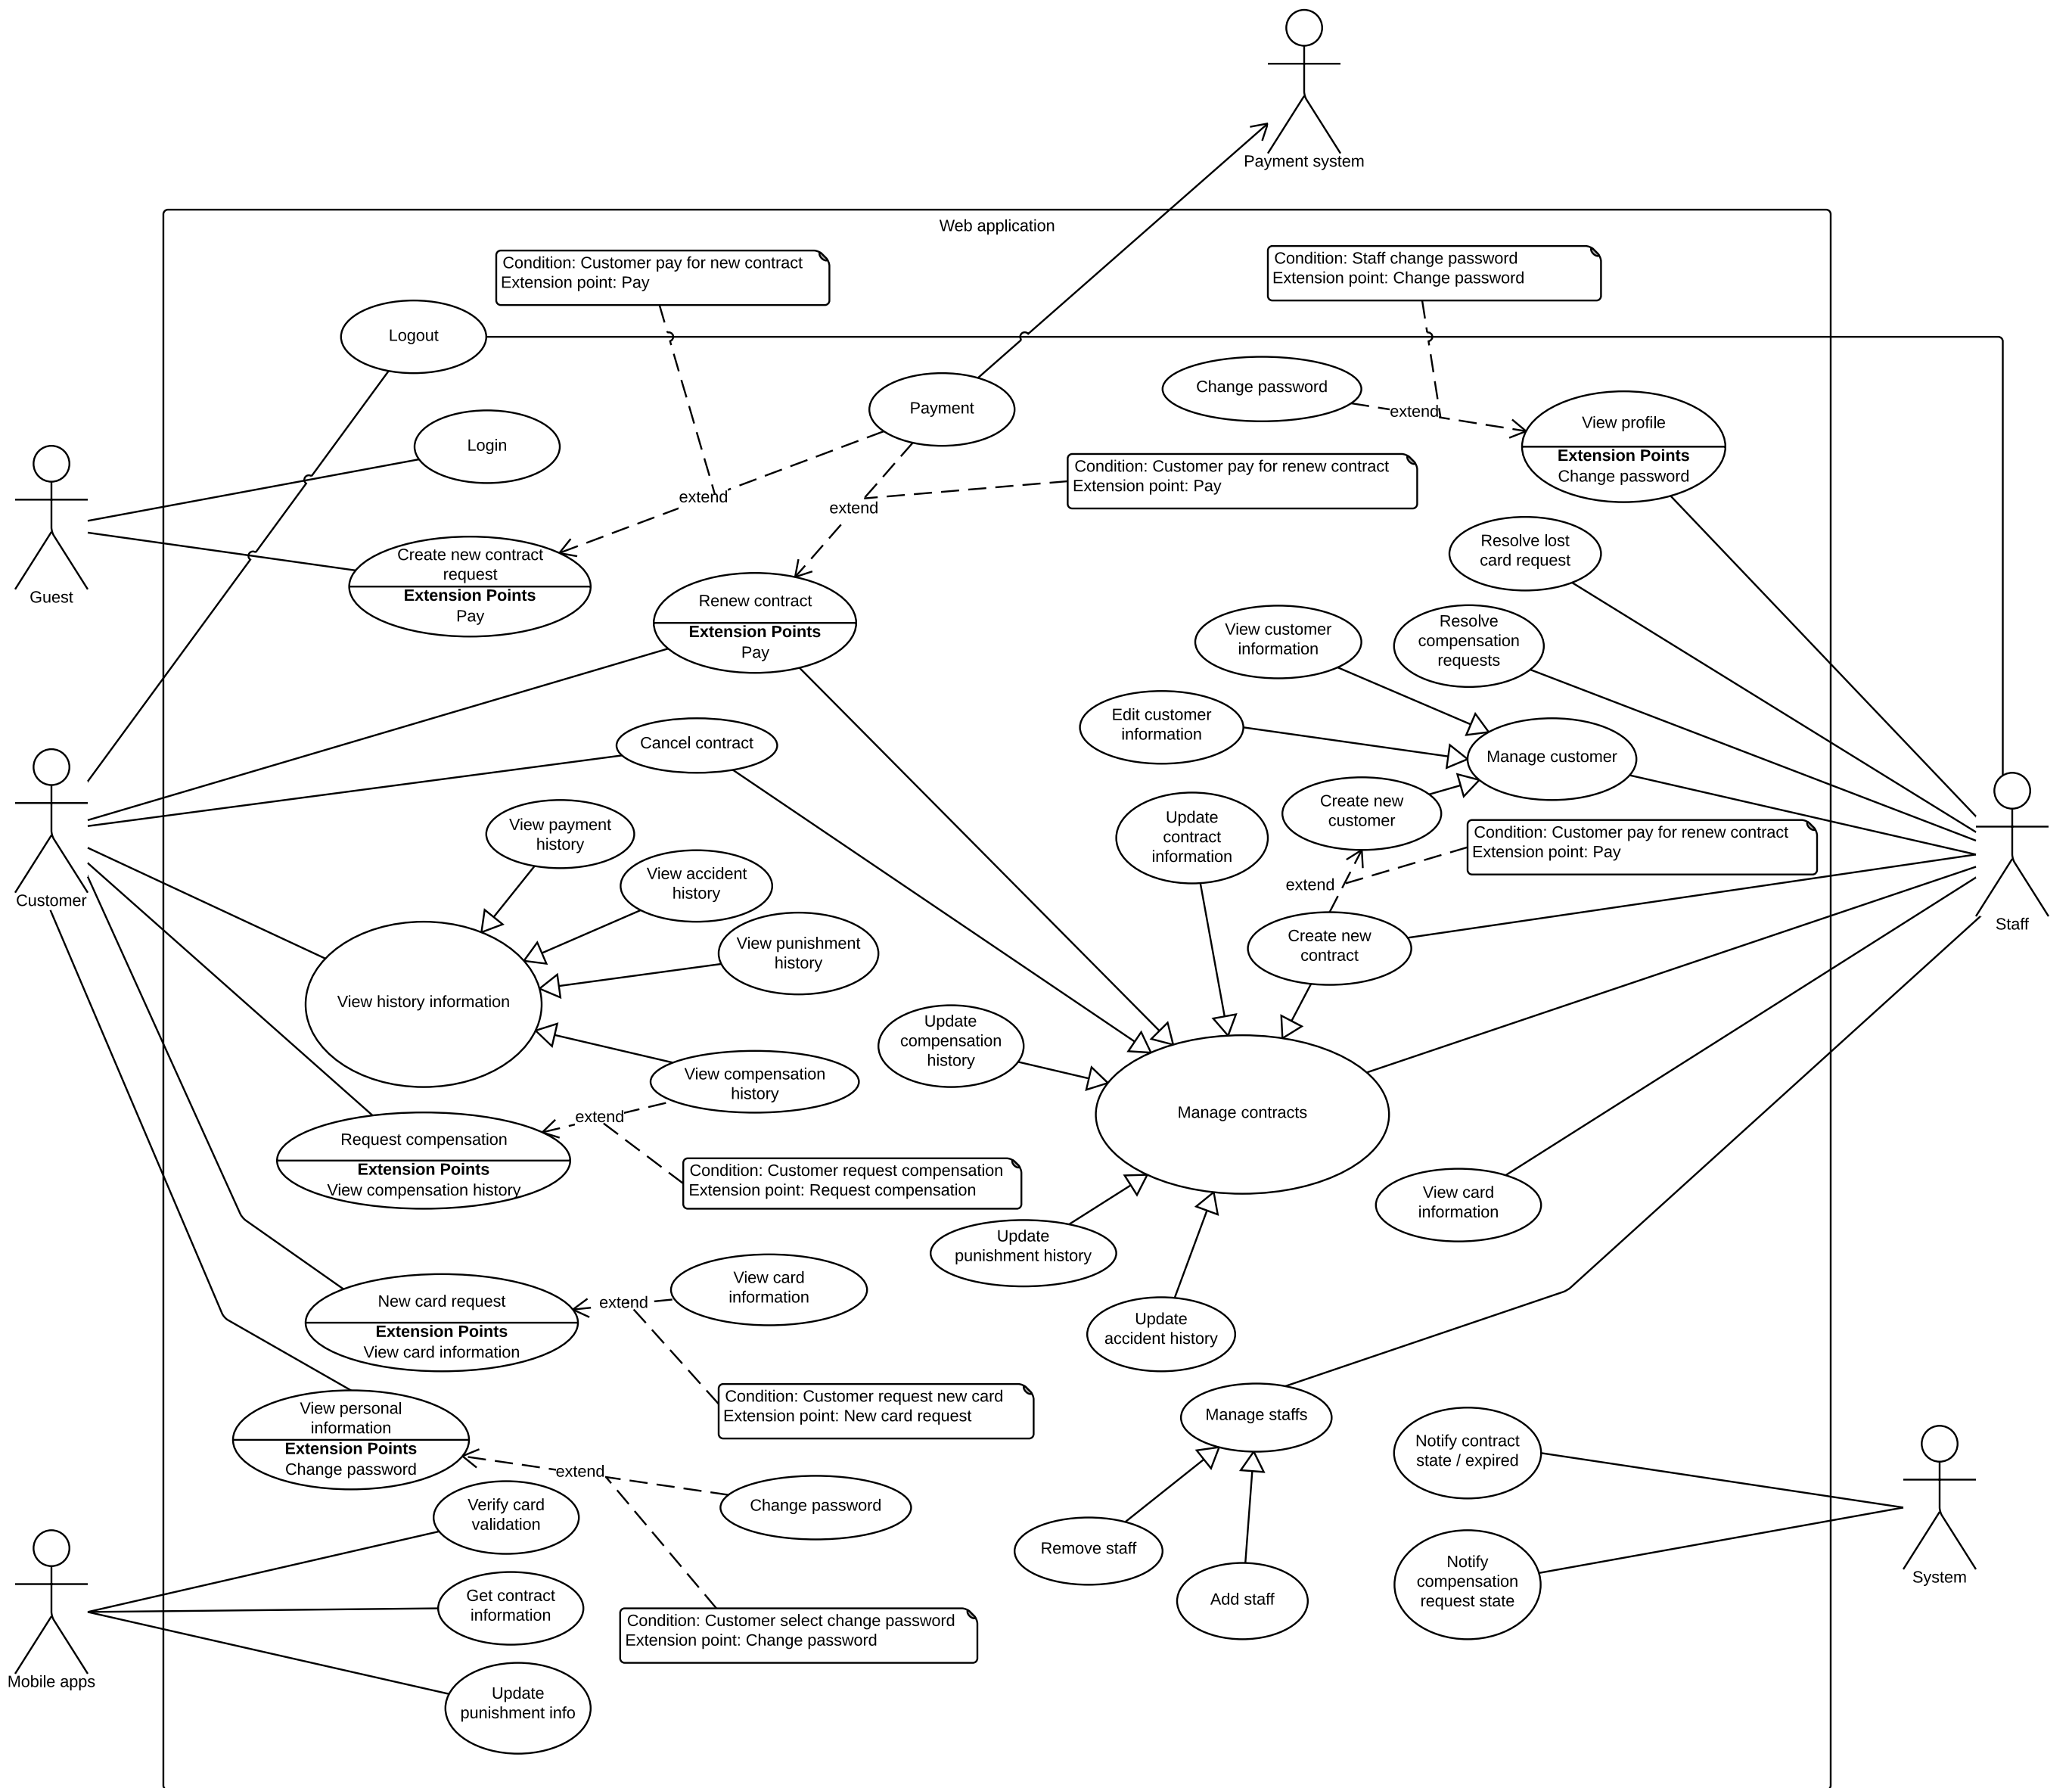 Payment system
Web application
Condition: Customer pay for new contract
Extension point: Pay
Condition: Staff change password
Extension point: Change password
Logout
Change password
Payment
extend
View profile
Extension Points
Change password
Login
Condition: Customer pay for renew contract
Extension point: Pay
extend
extend
Guest
Create new contract
request
Extension Points
Pay
Resolve lost
card request
Renew contract
Extension Points
Pay
View customer
information
Resolve
compensation
requests
Edit customer
information
Cancel contract
Manage customer
Create new
customer
Update
contract
information
View payment
history
Condition: Customer pay for renew contract
Extension point: Pay
View accident
history
extend
Customer
Staff
View punishment
history
Create new
contract
View history information
Update
compensation
history
View compensation
history
extend
Manage contracts
Request compensation
Extension Points
View compensation history
Condition: Customer request compensation
Extension point: Request compensation
View card
information
Update
punishment history
View card
information
New card request
Extension Points
View card information
extend
Update
accident history
Condition: Customer request new card
Extension point: New card request
View personal
information
Extension Points
Change password
Manage staffs
Notify contract
state / expired
extend
Change password
Verify card
validation
Remove staff
Add staff
Notify
compensation
request state
System
Get contract
information
Condition: Customer select change password
Extension point: Change password
Mobile apps
Update
punishment info